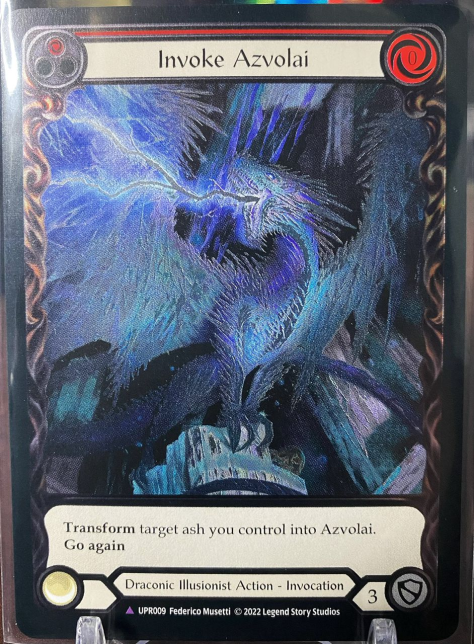 Invoke Azvolai
0
Transform target ash you control into Azvolai.
Go again
Draconic Illusionist Action - Invocation
3
UPR009 Federico Musetti © 2022 Legend Story Studios